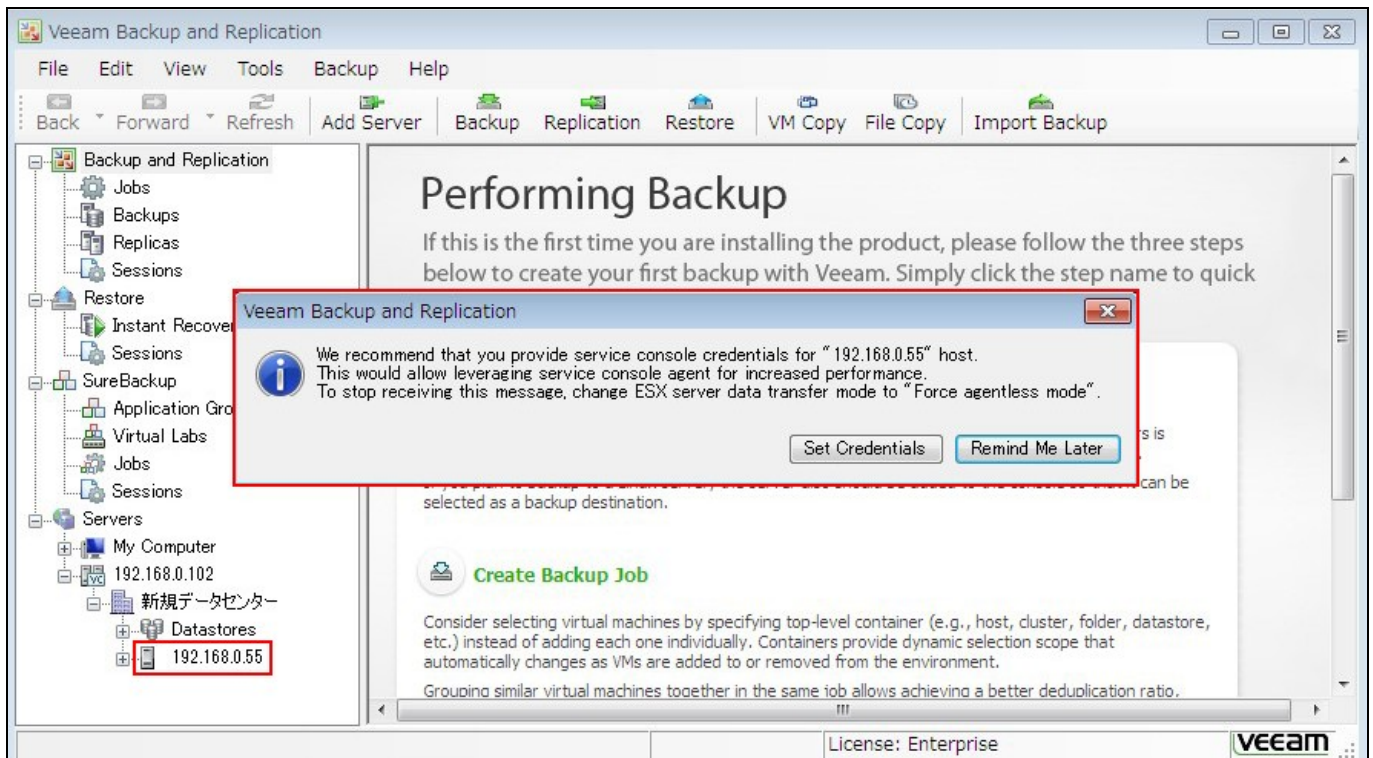 Veeam Backup and Replication
File Edit View Tools Backup Help
Back Forward Refresh Add Server Backup Replication Restore VM Copy File Copy Import Backup
Backup and Replication
Jobs
Backups
Replicas
Sessions
Restore
Instant Recover
Sessions
SureBackup
Application Gro
Virtual Labs
Jobs
Sessions
Servers
My Computer
192.168.0.102
新規データセンター
Datastores
192.168.0.55
Performing Backup
If this is the first time you are installing the product, please follow the three steps
below to create your first backup with Veeam. Simply click the step name to quick
Veeam Backup and Replication
We recommend that you provide service console credentials for "192.168.0.55" host.
This would allow leveraging service console agent for increased performance.
To stop receiving this message, change ESX server data transfer mode to "Force agentless mode".
Set Credentials Remind Me Later
s is
can be
selected as a backup destination.
Create Backup Job
Consider selecting virtual machines by specifying top-level container (e.g., host, cluster, folder, datastore,
etc.) instead of adding each one individually. Containers provide dynamic selection scope that
automatically changes as VMs are added to or removed from the environment.
Grouping similar virtual machines together in the same job allows achieving a better deduplication ratio.
License: Enterprise
veeam